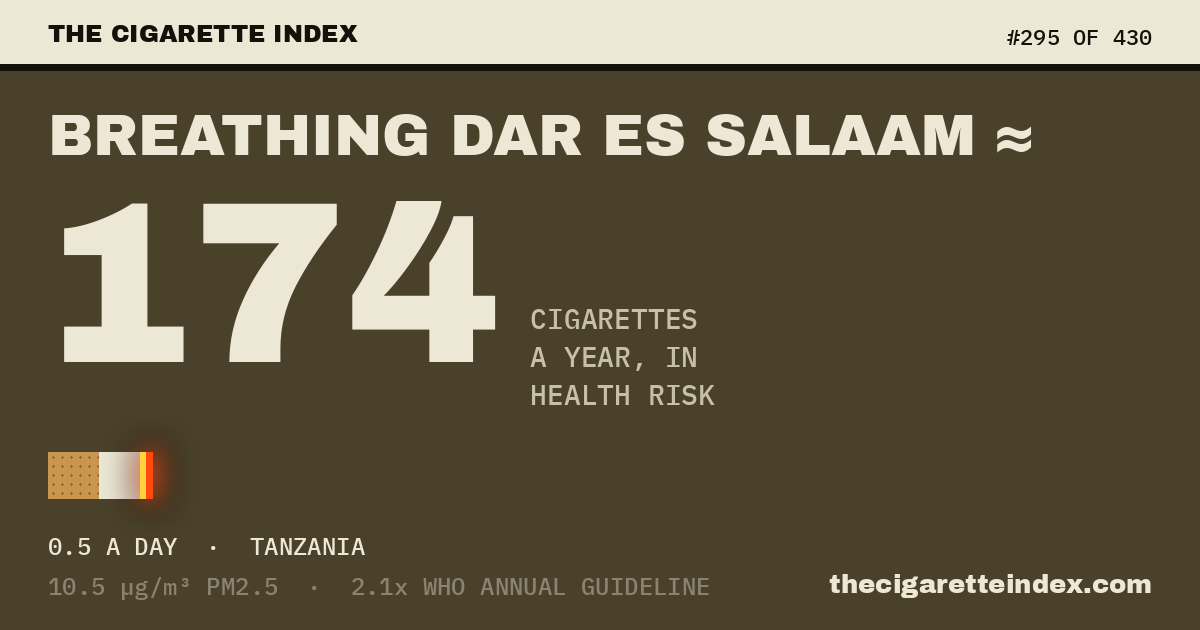 THE CIGARETTE INDEX
#295 OF 430
BREATHING DAR ES SALAAM ≈
174
CIGARETTES
A YEAR, IN
HEALTH RISK
0.5 A DAY · TANZANIA
10.5 µg/m³ PM2.5 · 2.1x WHO ANNUAL GUIDELINE
thecigaretteindex.com